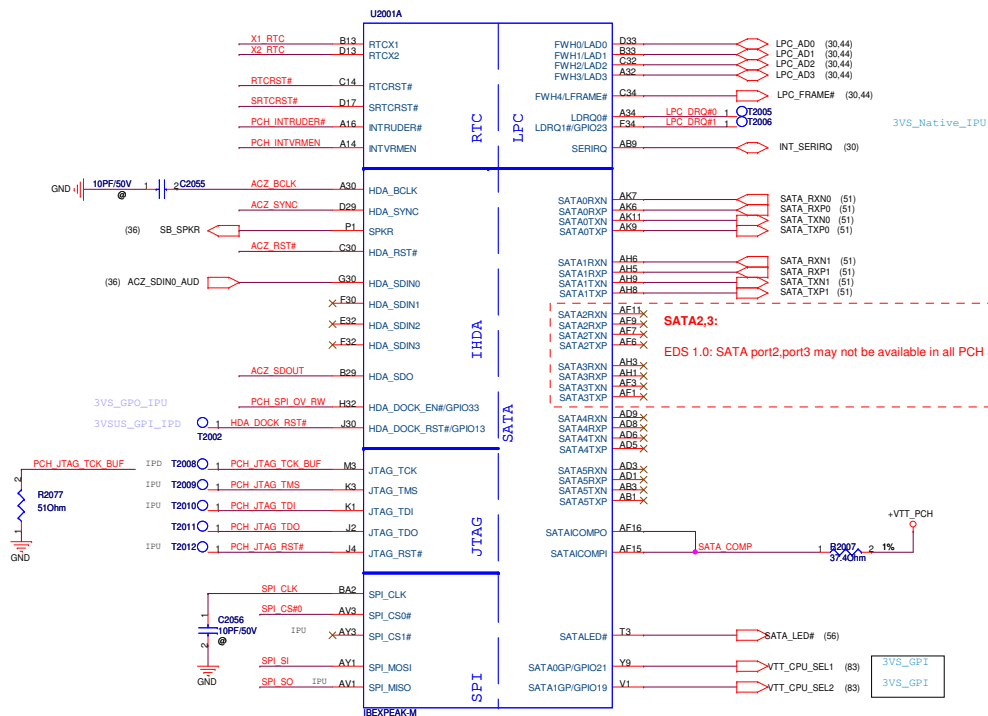 U2001A
X1_RTC B13 RTCX1 FWH0/LAD0 D33 LPC_AD0 (30,44)
X2_RTC D13 RTCX2 FWH1/LAD1 B33 LPC_AD1 (30,44)
FWH2/LAD2 C32 LPC_AD2 (30,44)
FWH3/LAD3 A32 LPC_AD3 (30,44)
RTCRST# C14 RTCRST#
FWH4/LFRAME# C34 LPC_FRAME# (30,44)
SRTCRST# D17 SRTCRST#
RTC LPC
LDRQ0# A34 LPC_DRQ#0 1 T2005
PCH_INTRUDER# A16 INTRUDER# LDRQ1#/GPIO23 F34 LPC_DRQ#1 1 T2006 3VS_Native_IPU
PCH_INTVRMEN A14 INTVRMEN SERIRQ AB9 INT_SERIRQ (30)
GND 10PF/50V @ 1 2 C2055 ACZ_BCLK A30 HDA_BCLK
SATA0RXN AK7 SATA_RXN0 (51)
ACZ_SYNC D29 HDA_SYNC SATA0RXP AK6 SATA_RXP0 (51)
SATA0TXN AK11 SATA_TXN0 (51)
(36) SB_SPKR P1 SPKR SATA0TXP AK9 SATA_TXP0 (51)
ACZ_RST# C30 HDA_RST#
SATA1RXN AH6 SATA_RXN1 (51)
SATA1RXP AH5 SATA_RXP1 (51)
(36) ACZ_SDIN0_AUD G30 HDA_SDIN0 SATA1TXN AH9 SATA_TXN1 (51)
SATA1TXP AH8 SATA_TXP1 (51)
F30 HDA_SDIN1
SATA2RXN AF11
E32 HDA_SDIN2 SATA2RXP AF9 SATA2,3:
SATA2TXN AF7
F32 HDA_SDIN3 SATA2TXP AF6
IHDA
EDS 1.0: SATA port2,port3 may not be available in all PCH
SATA3RXN AH3
ACZ_SDOUT B29 HDA_SDO SATA3RXP AH1
SATA3TXN AF3
SATA3TXP AF1
3VS_GPO_IPU PCH_SPI_OV_RW H32 HDA_DOCK_EN#/GPIO33
SATA
SATA4RXN AD9
3VSUS_GPI_IPD T2002 1 HDA_DOCK_RST# J30 HDA_DOCK_RST#/GPIO13 SATA4RXP AD8
SATA4TXN AD6
SATA4TXP AD5
PCH_JTAG_TCK_BUF IPD T2008 1 PCH_JTAG_TCK_BUF M3 JTAG_TCK SATA5RXN AD3
SATA5RXP AD1
2 R2077 51Ohm 1 GND
IPU T2009 1 PCH_JTAG_TMS K3 JTAG_TMS SATA5TXN AB3
SATA5TXP AB1
IPU T2010 1 PCH_JTAG_TDI K1 JTAG_TDI
T2011 1 PCH_JTAG_TDO J2 JTAG_TDO SATAICOMPO AF16 +VTT_PCH
JTAG
IPU T2012 1 PCH_JTAG_RST# J4 JTAG_RST# SATAICOMPI AF15 SATA_COMP 1 R2007 2 1%
37.4Ohm
SPI_CLK BA2 SPI_CLK
1 C2056 10PF/50V @ 2 GND
SPI_CS#0 AV3 SPI_CS0#
IPU AY3 SPI_CS1# SATALED# T3 SATA_LED# (56)
SPI_SI AY1 SPI_MOSI SATA0GP/GPIO21 Y9 VTT_CPU_SEL1 (83) 3VS_GPI
SPI_SO IPU AV1 SPI_MISO SATA1GP/GPIO19 V1 VTT_CPU_SEL2 (83) 3VS_GPI
SPI
IBEXPEAK-M